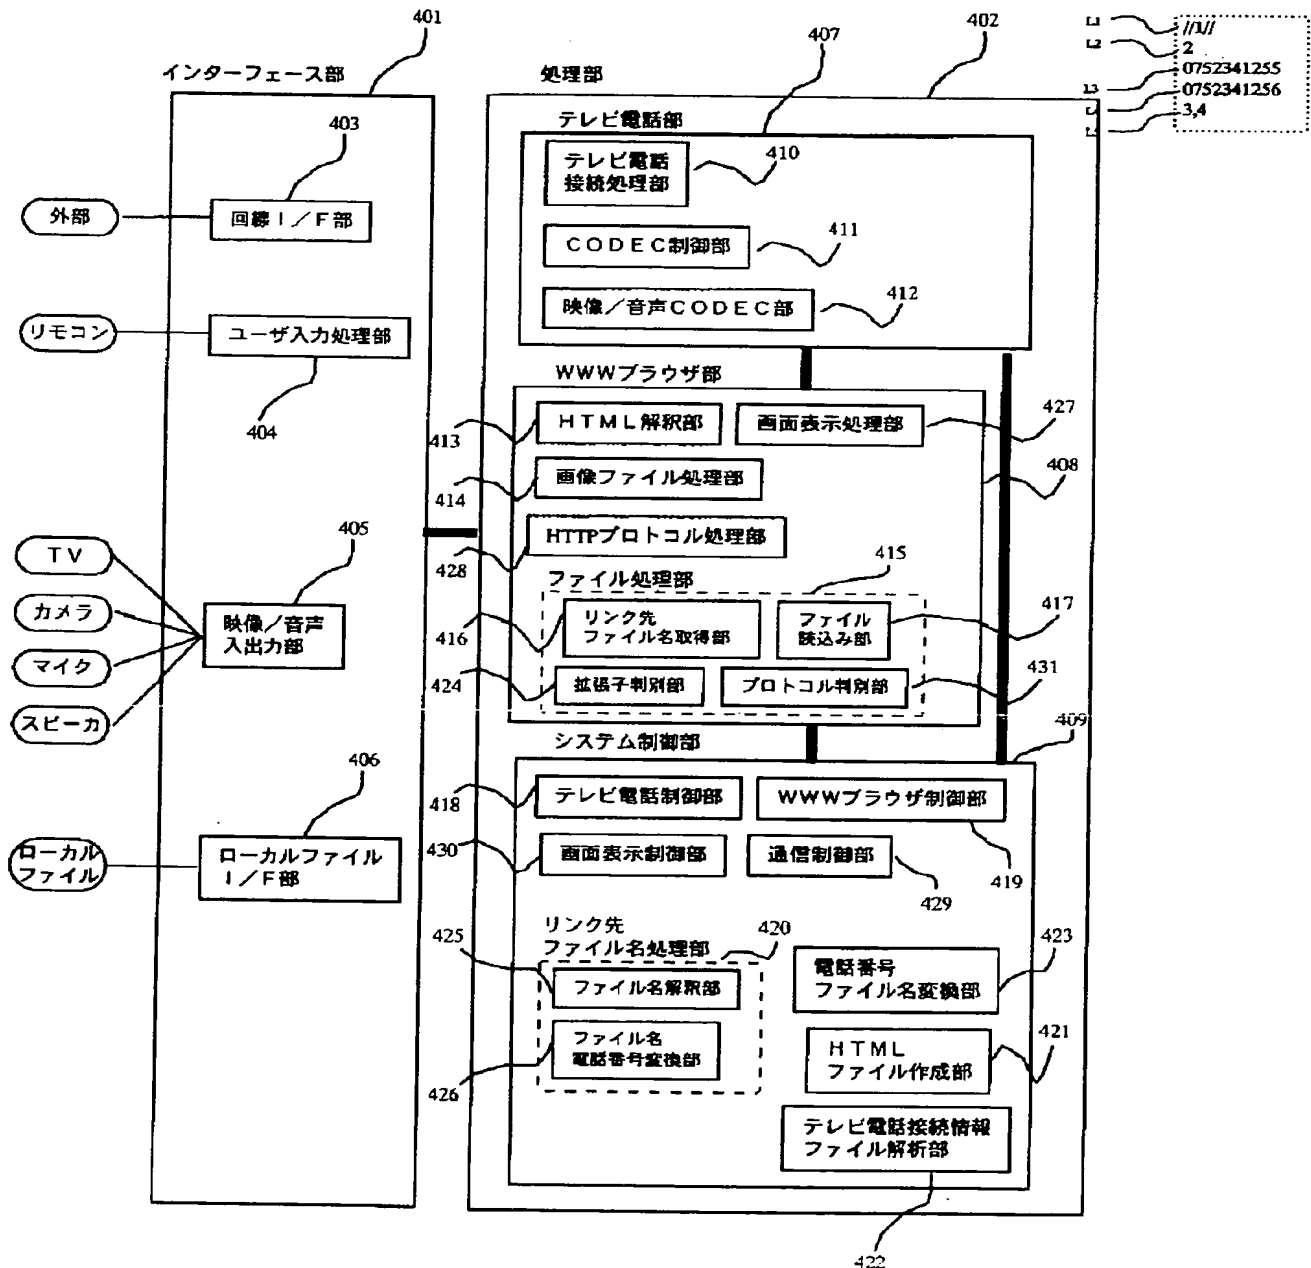 401
インターフェース部
403
回線I/F部
外部
リモコン
ユーザ入力処理部
404
405
TV
カメラ
マイク
スピーカ
映像/音声
入出力部
406
ローカル
ファイル
ローカルファイル
I/F部
402
処理部
407
テレビ電話部
テレビ電話
接続処理部
410
CODEC制御部
411
映像/音声CODEC部
412
WWWブラウザ部
408
413
HTML解釈部
画面表示処理部
427
414
画像ファイル処理部
428
HTTPプロトコル処理部
ファイル処理部
415
416
リンク先
ファイル名取得部
ファイル
読込み部
417
424
拡張子判別部
プロトコル判別部
431
システム制御部
409
418
テレビ電話制御部
WWWブラウザ制御部
419
430
画面表示制御部
通信制御部
429
リンク先
ファイル名処理部
420
425
ファイル名解釈部
ファイル名
電話番号変換部
426
電話番号
ファイル名変換部
423
HTML
ファイル作成部
421
テレビ電話接続情報
ファイル解析部
422
L1
//1//
L2
2
L3
0752341255
0752341256
3,4